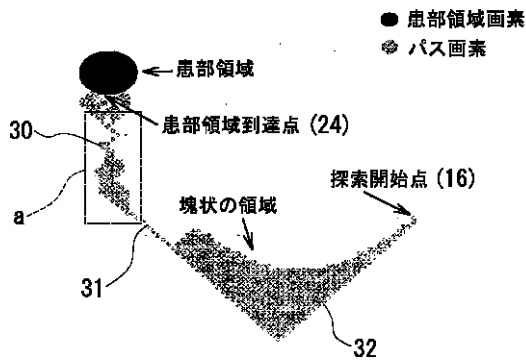 患部領域画素
パス画素
患部領域
患部領域到達点 (24)
30
探索開始点 (16)
塊状の領域
a
31
32